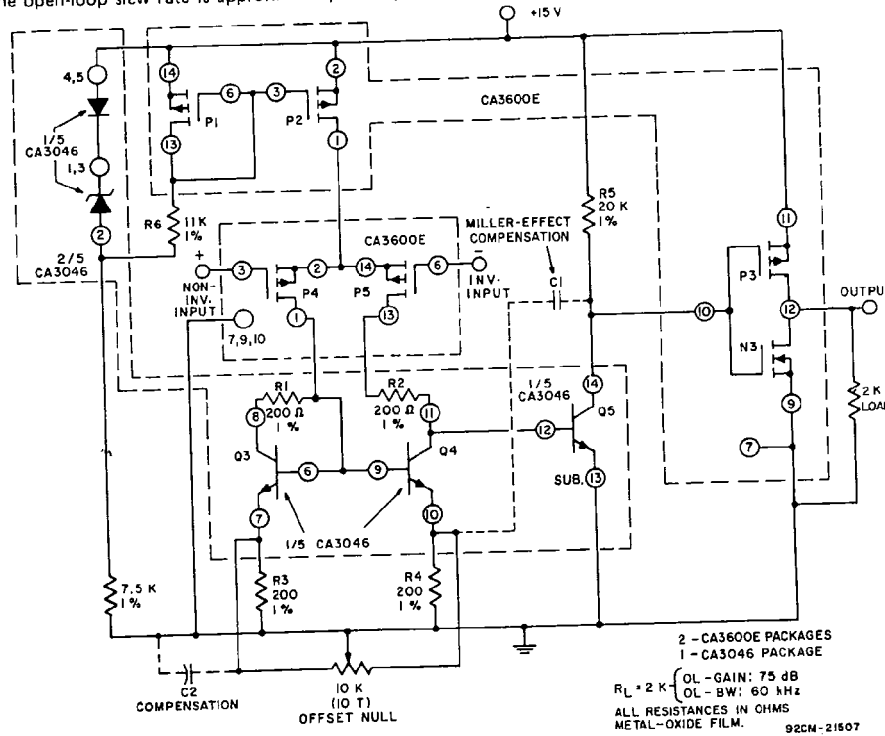 +15 V
4,5
14
2
6
3
CA3600E
1/5
CA3046
P1
P2
13
1
1,3
R6
11K
1%
R5
20 K
1%
2
MILLER-EFFECT
COMPENSATION
11
2/5
CA3046
CA3600E
+
3
2
14
6
−
C1
P3
NON-
INV.
INPUT
P4
P5
INV.
INPUT
10
12
OUTPUT
1
13
7,9,10
N3
R1
200 Ω
1 %
R2
200 Ω
1 %
1/5
CA3046
14
2 K
LOAD
8
11
9
Q5
12
7
Q3
6
9
Q4
SUB.
13
7
10
1/5 CA3046
7.5 K
1 %
R3
200
1%
R4
200
1%
2 - CA3600E PACKAGES
1 - CA3046 PACKAGE
C2
COMPENSATION
10 K
(10 T)
OFFSET NULL
RL = 2 K { OL - GAIN: 75 dB
OL - BW: 60 kHz
ALL RESISTANCES IN OHMS
METAL-OXIDE FILM.
92CM-21507